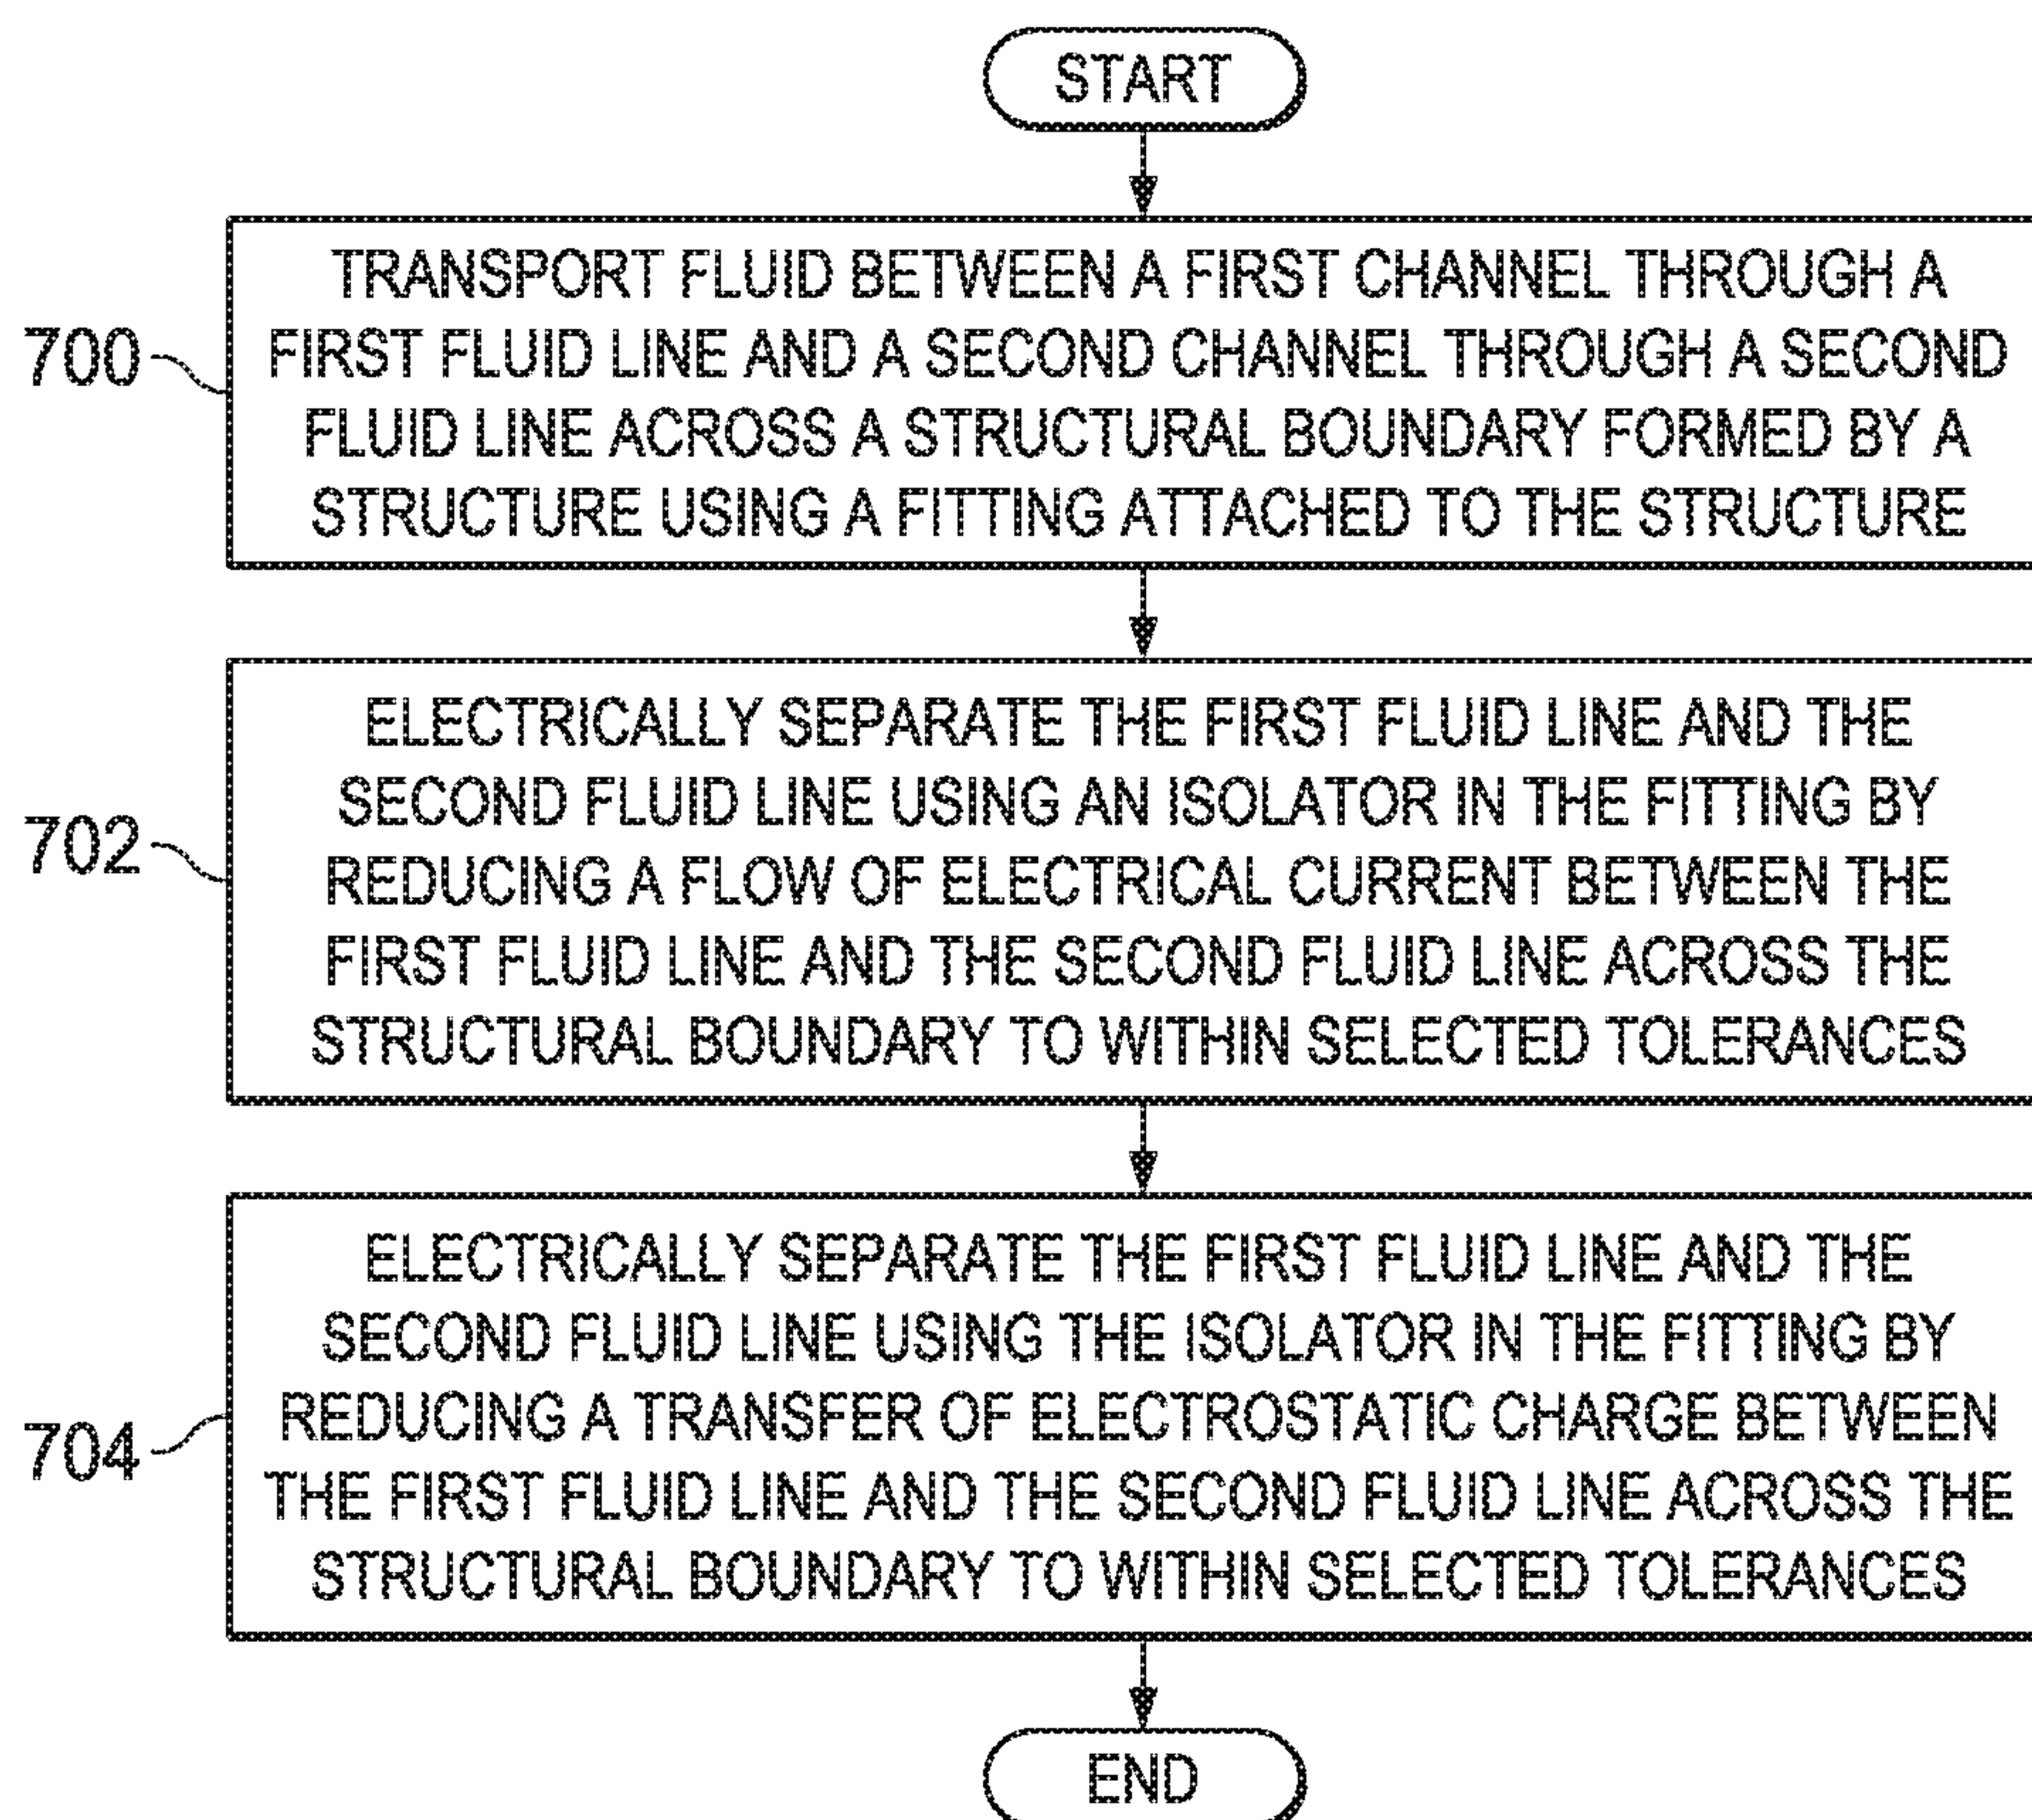 START
TRANSPORT FLUID BETWEEN A FIRST CHANNEL THROUGH A
FIRST FLUID LINE AND A SECOND CHANNEL THROUGH A SECOND
FLUID LINE ACROSS A STRUCTURAL BOUNDARY FORMED BY A
STRUCTURE USING A FITTING ATTACHED TO THE STRUCTURE
700
ELECTRICALLY SEPARATE THE FIRST FLUID LINE AND THE
SECOND FLUID LINE USING AN ISOLATOR IN THE FITTING BY
REDUCING A FLOW OF ELECTRICAL CURRENT BETWEEN THE
FIRST FLUID LINE AND THE SECOND FLUID LINE ACROSS THE
STRUCTURAL BOUNDARY TO WITHIN SELECTED TOLERANCES
702
ELECTRICALLY SEPARATE THE FIRST FLUID LINE AND THE
SECOND FLUID LINE USING THE ISOLATOR IN THE FITTING BY
REDUCING A TRANSFER OF ELECTROSTATIC CHARGE BETWEEN
THE FIRST FLUID LINE AND THE SECOND FLUID LINE ACROSS THE
STRUCTURAL BOUNDARY TO WITHIN SELECTED TOLERANCES
704
END